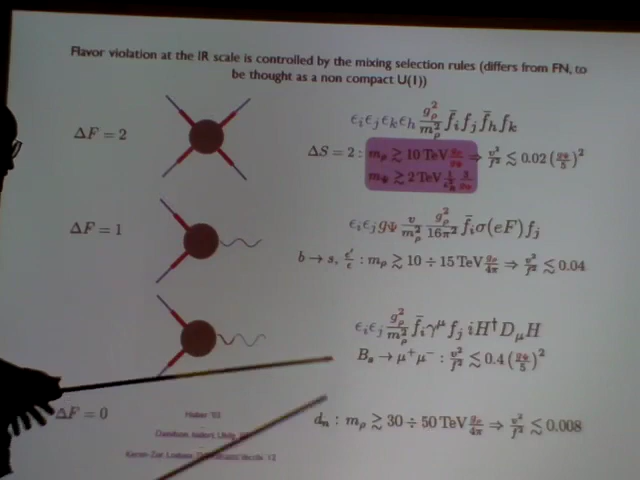 Flavor violation at the IR scale is controlled by the mixing selection rules (differs from FN, to
be thought as a non compact U(1))
ΔF = 2
ϵ_i ϵ_j ϵ_k ϵ_h g_ρ^2/m_ρ^2 f̄_i f_j f̄_h f_k
ΔS = 2 : m_ρ ≳ 10 TeV g_ρ/g_Ψ ⇒ v^2/f^2 ≲ 0.02 (g_Ψ/5)^2
m_Ψ ≳ 2 TeV
ΔF = 1
ϵ_i ϵ_j g_Ψ v/m_ρ^2 g_ρ^2/16π^2 f̄_i σ(eF) f_j
b → s, ϵ′/ϵ : m_ρ ≳ 10 ÷ 15 TeV g_ρ/4π ⇒ v^2/f^2 ≲ 0.04
ϵ_i ϵ_j g_ρ^2/m_ρ^2 f̄_i γ^μ f_j iH^† D_μ H
B_s → μ^+ μ^- : v^2/f^2 ≲ 0.4 (g_Ψ/5)^2
ΔF = 0
d_n : m_ρ ≳ 30 ÷ 50 TeV g_ρ/4π ⇒ v^2/f^2 ≲ 0.008
Huber '03